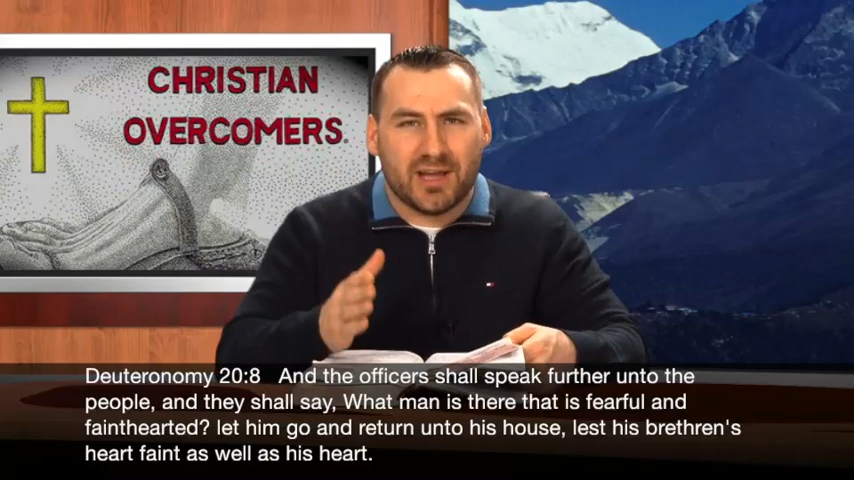 CHRISTIAN
OVERCOMERS®
Deuteronomy 20:8 And the officers shall speak further unto the
people, and they shall say, What man is there that is fearful and
fainthearted? let him go and return unto his house, lest his brethren's
heart faint as well as his heart.